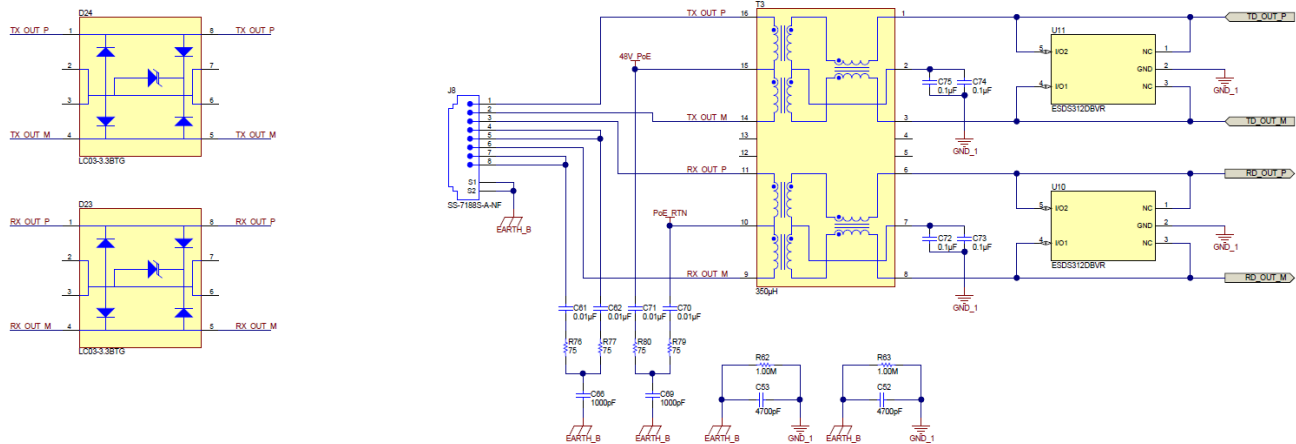 D24
TX_OUT_P 1 8 TX_OUT_P
2 7
3 6
TX_OUT_M 4 5 TX_OUT_M
LC03-3.3BTG
D23
RX_OUT_P 1 8 RX_OUT_P
2 7
3 6
RX_OUT_M 4 5 RX_OUT_M
LC03-3.3BTG
J8
1
2
3
4
5
6
7
8
S1
S2
SS-7188S-A-NF
EARTH_B
T3
TX_OUT_P 16 1
48V_PoE
15 2
TX_OUT_M 14 3
13 4
12 5
RX_OUT_P 11 6
PoE_RTN
10 7
RX_OUT_M 9 8
350µH
C75
0.1µF
C74
0.1µF
GND_1
C72
0.1µF
C73
0.1µF
GND_1
TD_OUT_P
U11
5 I/O2 NC 1
GND 2
4 I/O1 NC 3
ESDS312DBVR
GND_1
TD_OUT_M
RD_OUT_P
U10
5 I/O2 NC 1
GND 2
4 I/O1 NC 3
ESDS312DBVR
GND_1
RD_OUT_M
C61
0.01µF
C62
0.01µF
C71
0.01µF
C70
0.01µF
R76
75
R77
75
R80
75
R79
75
C66
1000pF
EARTH_B
C69
1000pF
EARTH_B
R62
1.00M
C53
4700pF
EARTH_B
GND_1
R63
1.00M
C52
4700pF
EARTH_B
GND_1